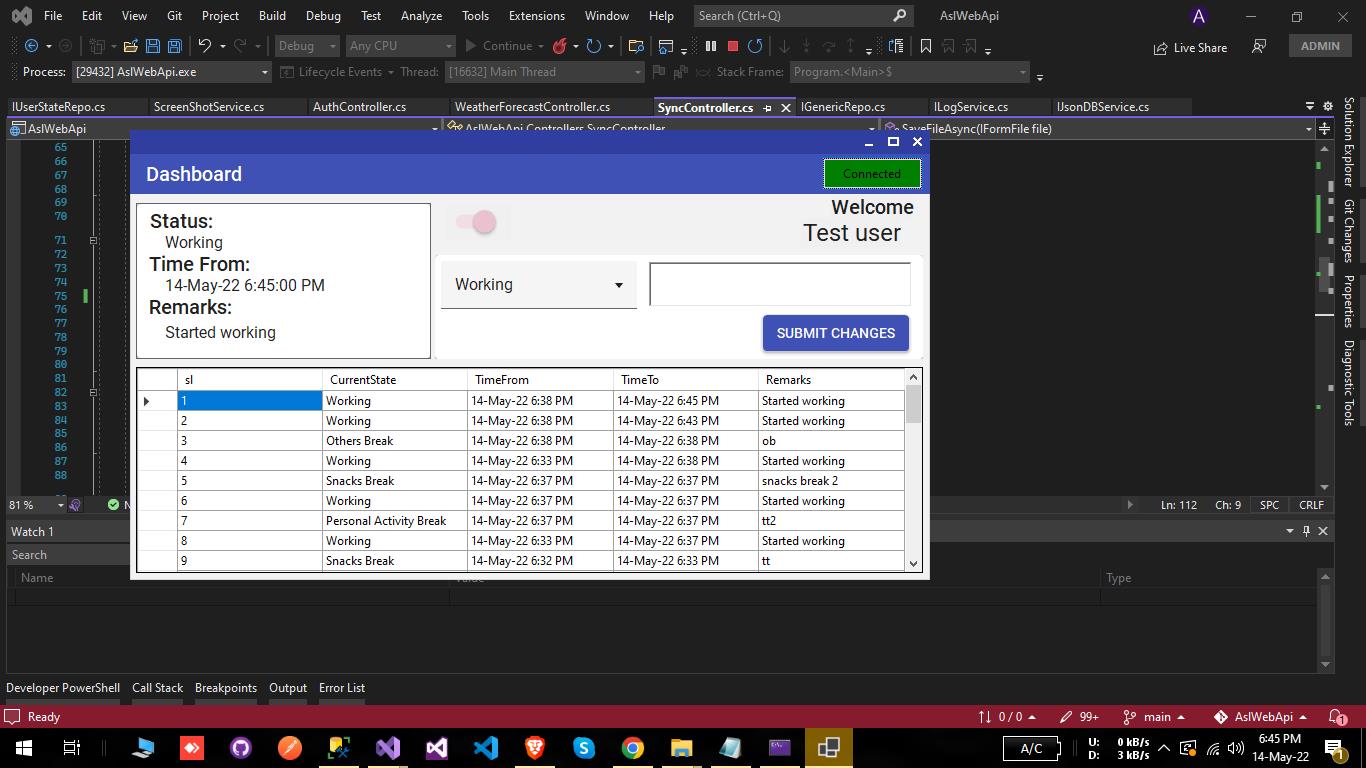 File Edit View Git Project Build Debug Test Analyze Tools Extensions Window Help Search (Ctrl+Q) AslWebApi A
Debug Any CPU Continue Live Share ADMIN
Process: [29432] AslWebApi.exe Lifecycle Events Thread: [16632] Main Thread Stack Frame: Program.<Main>$
IUserStateRepo.cs ScreenShotService.cs AuthController.cs WeatherForecastController.cs SyncController.cs IGenericRepo.cs ILogService.cs IJsonDBService.cs
AslWebApi AslWebApi.Controllers.SyncController SaveFileAsync(IFormFile file)
Solution Explorer
Git Changes
Properties
Diagnostic Tools
65
66
67
68
69
70
71
72
73
74
75
76
77
78
79
80
81
82
83
84
85
86
87
88
Dashboard Connected
Status:
Working
Time From:
14-May-22 6:45:00 PM
Remarks:
Started working
Welcome
Test user
Working
SUBMIT CHANGES
sl CurrentState TimeFrom TimeTo Remarks
1 Working 14-May-22 6:38 PM 14-May-22 6:45 PM Started working
2 Working 14-May-22 6:38 PM 14-May-22 6:43 PM Started working
3 Others Break 14-May-22 6:38 PM 14-May-22 6:38 PM ob
4 Working 14-May-22 6:33 PM 14-May-22 6:38 PM Started working
5 Snacks Break 14-May-22 6:37 PM 14-May-22 6:37 PM snacks break 2
6 Working 14-May-22 6:37 PM 14-May-22 6:37 PM Started working
7 Personal Activity Break 14-May-22 6:37 PM 14-May-22 6:37 PM tt2
8 Working 14-May-22 6:33 PM 14-May-22 6:37 PM Started working
9 Snacks Break 14-May-22 6:32 PM 14-May-22 6:33 PM tt
81 % Ln: 112 Ch: 9 SPC CRLF
Watch 1
Search
Name Value Type
Developer PowerShell Call Stack Breakpoints Output Error List
Ready 0 / 0 99+ main AslWebApi 1
A/C U: 0 kB/s 6:45 PM
D: 3 kB/s 14-May-22 1